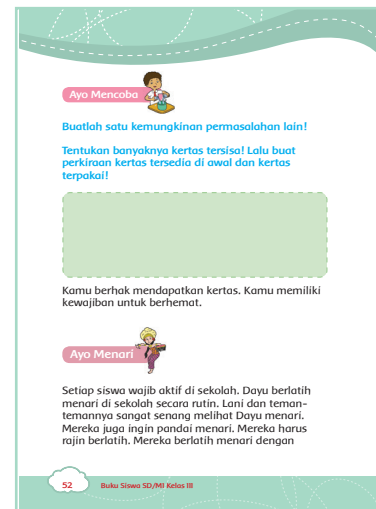 Ayo Mencoba
Buatlah satu kemungkinan permasalahan lain!
Tentukan banyaknya kertas tersisa! Lalu buat
perkiraan kertas tersedia di awal dan kertas
terpakai!
Kamu berhak mendapatkan kertas. Kamu memiliki
kewajiban untuk berhemat.
Ayo Menari
Setiap siswa wajib aktif di sekolah. Dayu berlatih
menari di sekolah secara rutin. Lani dan teman-
temannya sangat senang melihat Dayu menari.
Mereka juga ingin pandai menari. Mereka harus
rajin berlatih. Mereka berlatih menari dengan
52 Buku Siswa SD/MI Kelas III